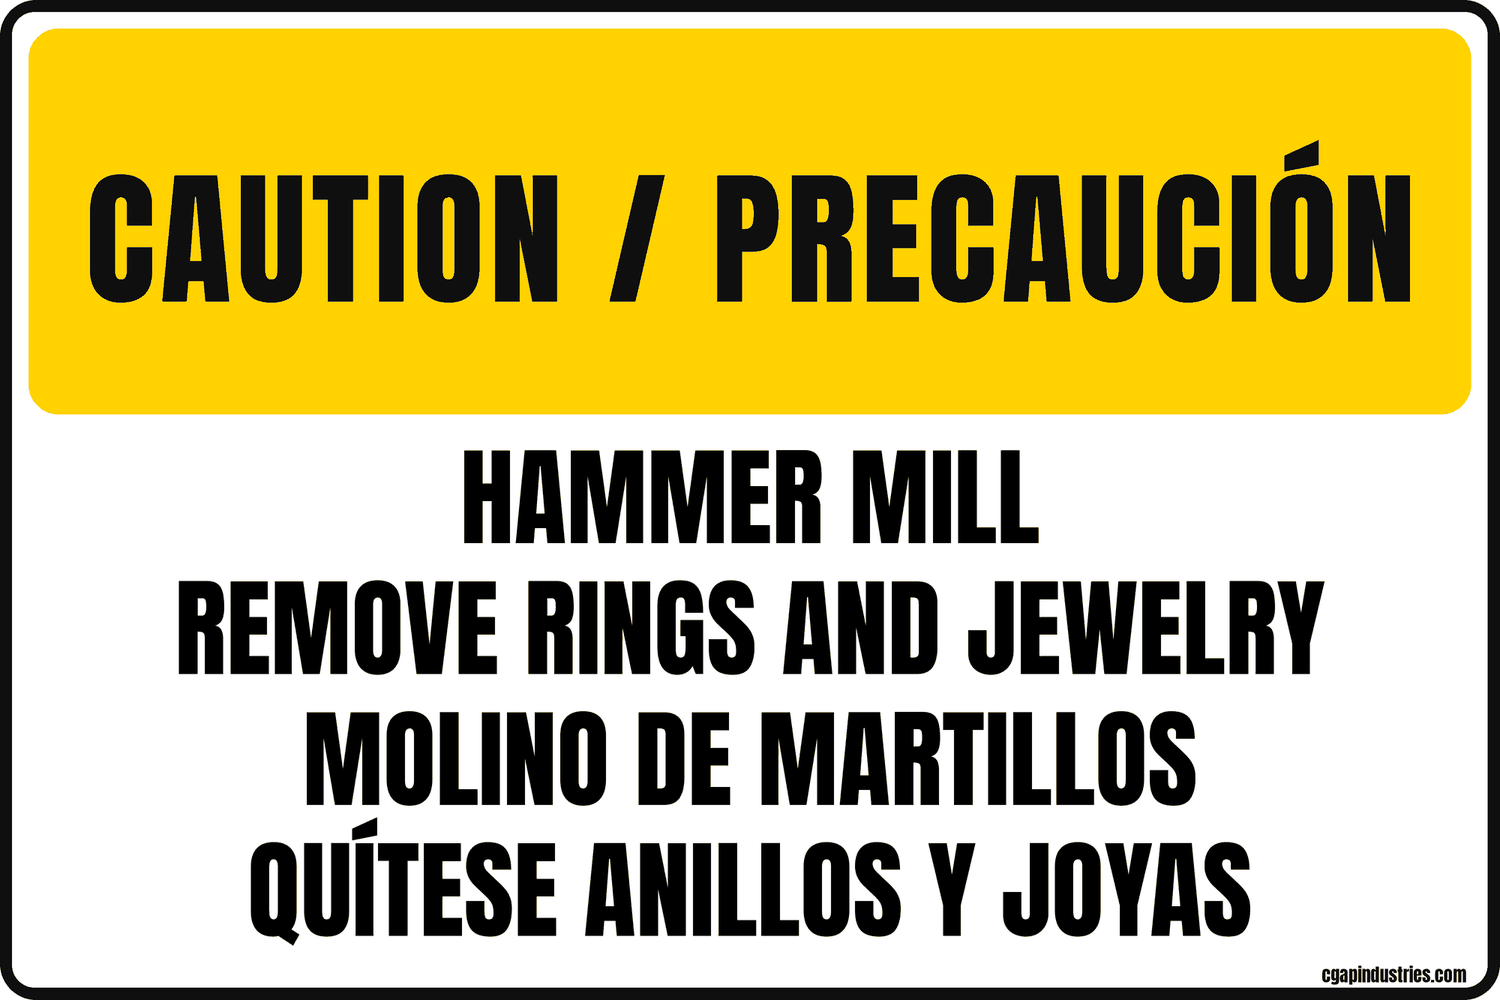 CAUTION / PRECAUCIÓN
HAMMER MILL
REMOVE RINGS AND JEWELRY
MOLINO DE MARTILLOS
QUÍTESE ANILLOS Y JOYAS
cgapindustries.com